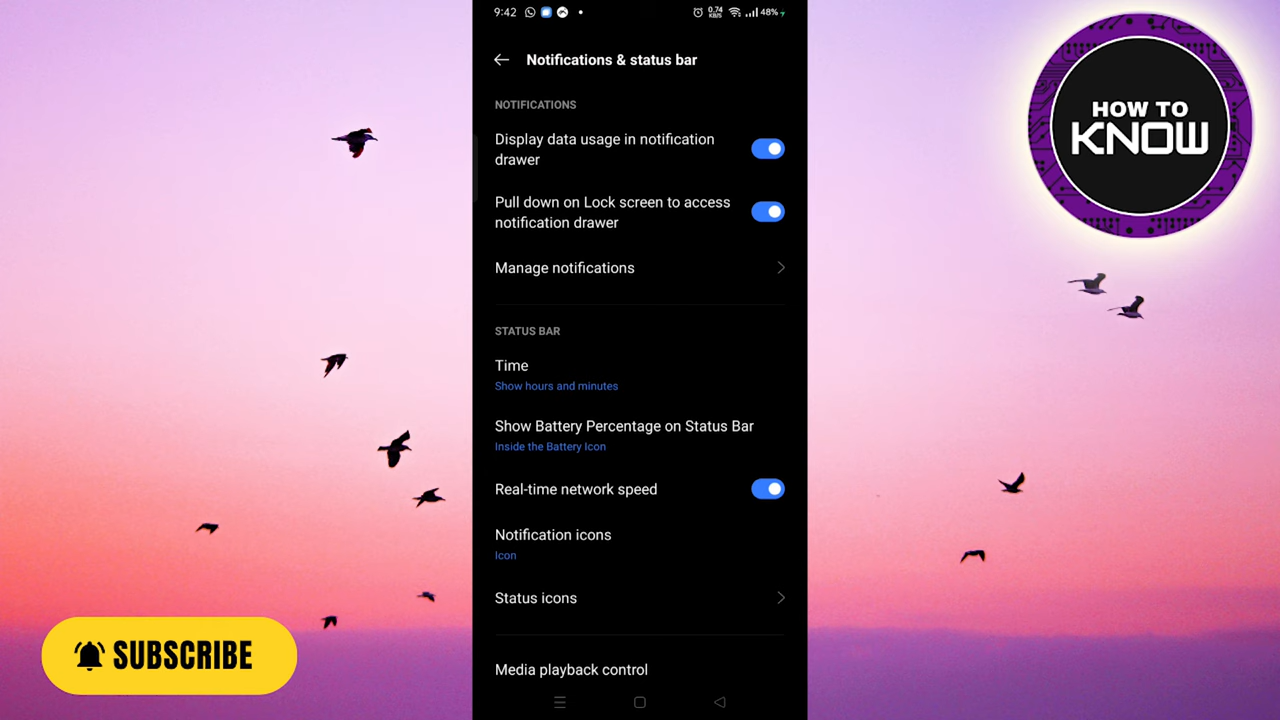 9:42
0.74
KB/S
48%
Notifications & status bar
NOTIFICATIONS
Display data usage in notification
drawer
Pull down on Lock screen to access
notification drawer
Manage notifications
STATUS BAR
Time
Show hours and minutes
Show Battery Percentage on Status Bar
Inside the Battery Icon
Real-time network speed
Notification icons
Icon
Status icons
Media playback control
HOW TO
KNOW
SUBSCRIBE